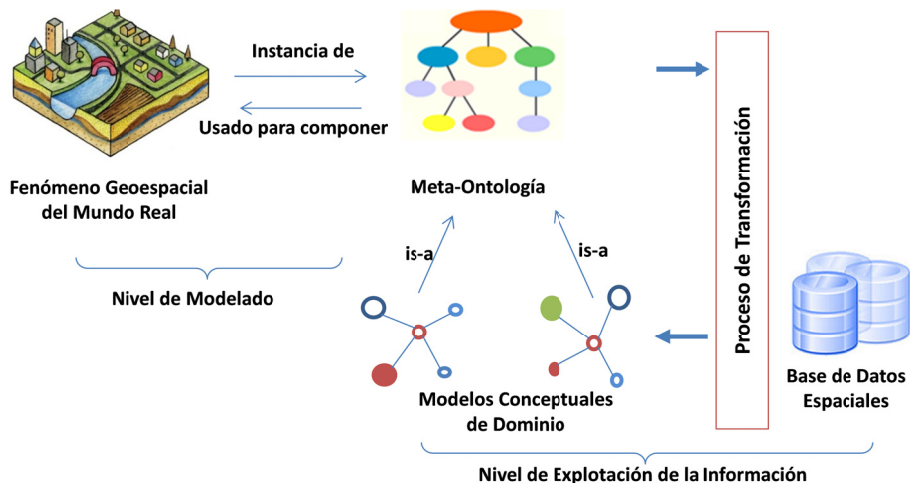 Instancia de
Usado para componer
Fenómeno Geoespacial
del Mundo Real
Meta-Ontología
is-a
is-a
Nivel de Modelado
Proceso de Transformación
Modelos Conceptuales
de Dominio
Base de Datos
Espaciales
Nivel de Explotación de la Información